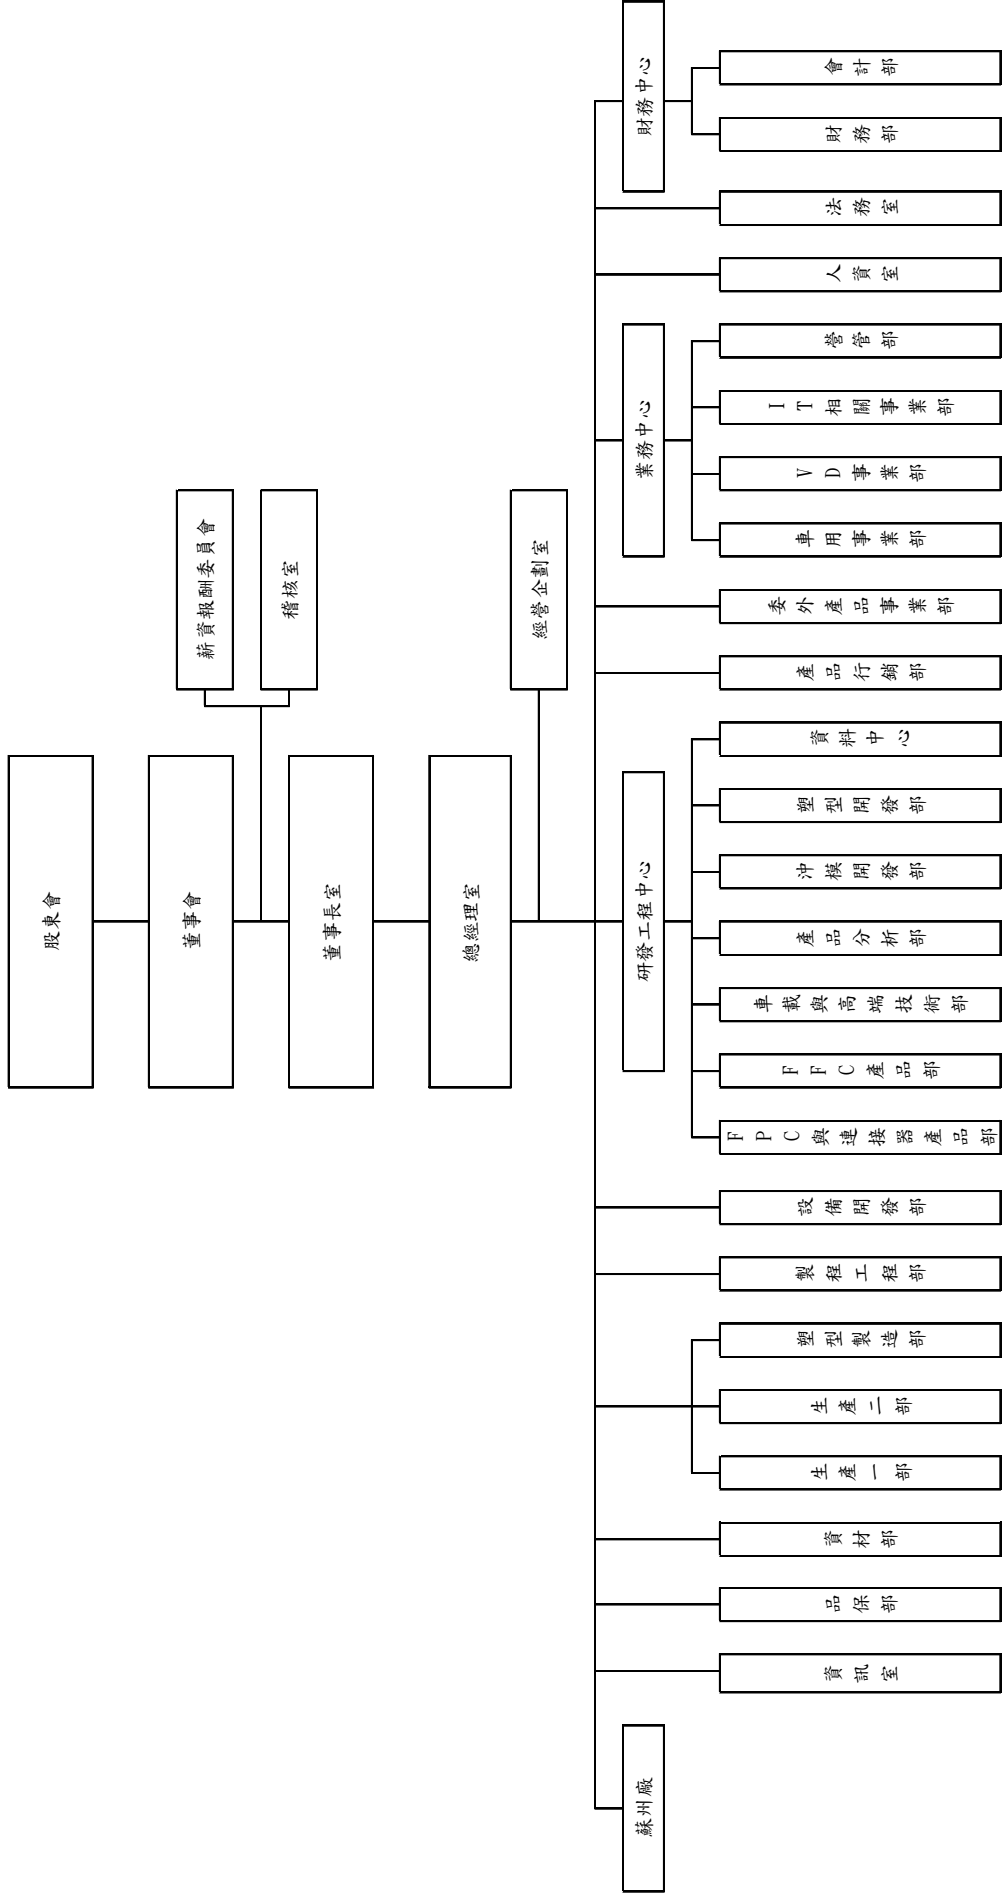 股東會
董事會
薪資報酬委員會
稽核室
董事長室
總經理室
經營企劃室
蘇州廠
資訊室
品保部
資材部
生產一部
生產二部
塑型製造部
製程工程部
設備開發部
研發工程中心
FPC與連接器產品部
FFC產品部
車載與高端技術部
產品分析部
沖模開發部
塑型開發部
資料中心
產品行銷部
委外產品事業部
業務中心
車用事業部
VD事業部
IT相關事業部
營管部
人資室
法務室
財務中心
財務部
會計部